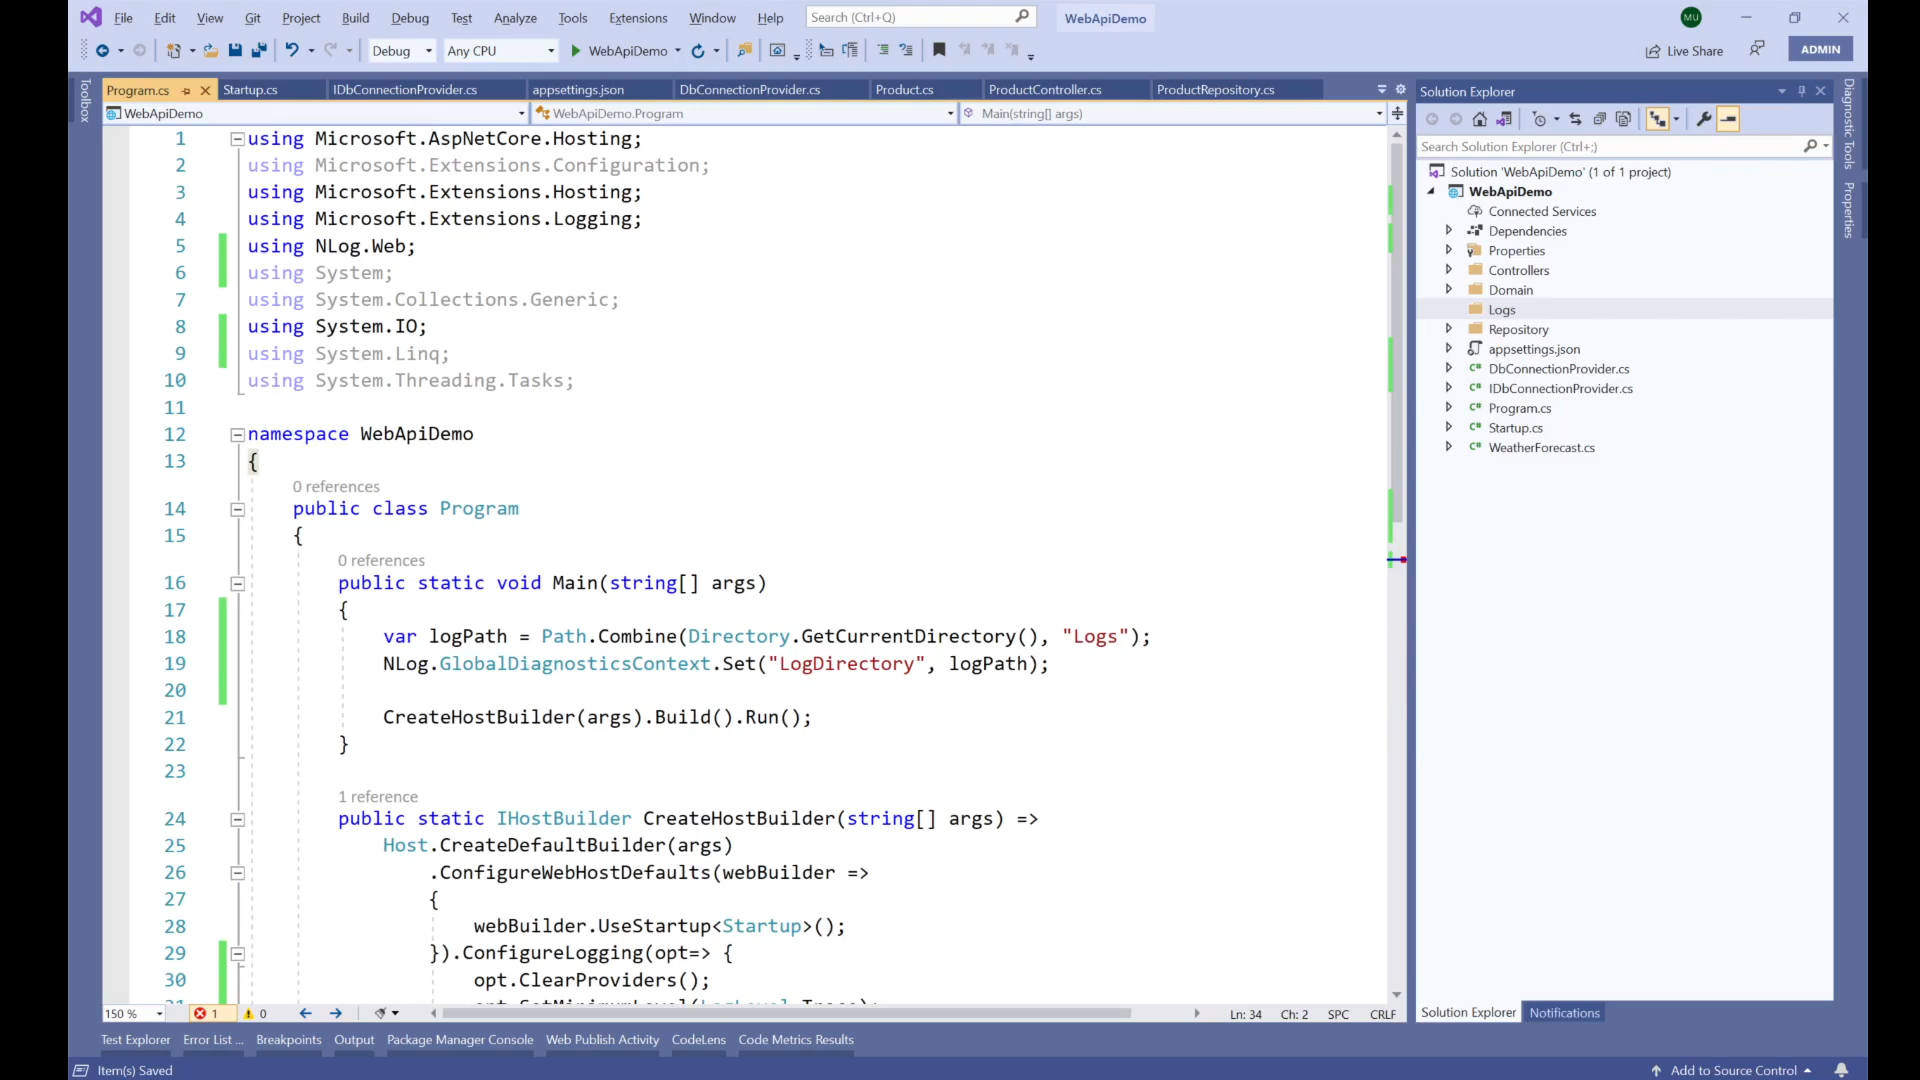 File Edit View Git Project Build Debug Test Analyze Tools Extensions Window Help Search (Ctrl+Q) WebApiDemo MU
Debug Any CPU WebApiDemo Live Share ADMIN
Toolbox
Program.cs Startup.cs IDbConnectionProvider.cs appsettings.json DbConnectionProvider.cs Product.cs ProductController.cs ProductRepository.cs
WebApiDemo WebApiDemo.Program Main(string[] args)
1 using Microsoft.AspNetCore.Hosting;
2 using Microsoft.Extensions.Configuration;
3 using Microsoft.Extensions.Hosting;
4 using Microsoft.Extensions.Logging;
5 using NLog.Web;
6 using System;
7 using System.Collections.Generic;
8 using System.IO;
9 using System.Linq;
10 using System.Threading.Tasks;
11
12 namespace WebApiDemo
13 {
0 references
14 public class Program
15 {
0 references
16 public static void Main(string[] args)
17 {
18 var logPath = Path.Combine(Directory.GetCurrentDirectory(), "Logs");
19 NLog.GlobalDiagnosticsContext.Set("LogDirectory", logPath);
20
21 CreateHostBuilder(args).Build().Run();
22 }
23
1 reference
24 public static IHostBuilder CreateHostBuilder(string[] args) =>
25 Host.CreateDefaultBuilder(args)
26 .ConfigureWebHostDefaults(webBuilder =>
27 {
28 webBuilder.UseStartup<Startup>();
29 }).ConfigureLogging(opt=> {
30 opt.ClearProviders();
31 opt.SetMinimumLevel(LogLevel.Trace);
150 % 1 0 Ln: 34 Ch: 2 SPC CRLF
Solution Explorer
Search Solution Explorer (Ctrl+;)
Solution 'WebApiDemo' (1 of 1 project)
WebApiDemo
Connected Services
Dependencies
Properties
Controllers
Domain
Logs
Repository
appsettings.json
C# DbConnectionProvider.cs
C# IDbConnectionProvider.cs
C# Program.cs
C# Startup.cs
C# WeatherForecast.cs
Solution Explorer Notifications
Diagnostic Tools
Properties
Test Explorer Error List ... Breakpoints Output Package Manager Console Web Publish Activity CodeLens Code Metrics Results
Item(s) Saved Add to Source Control